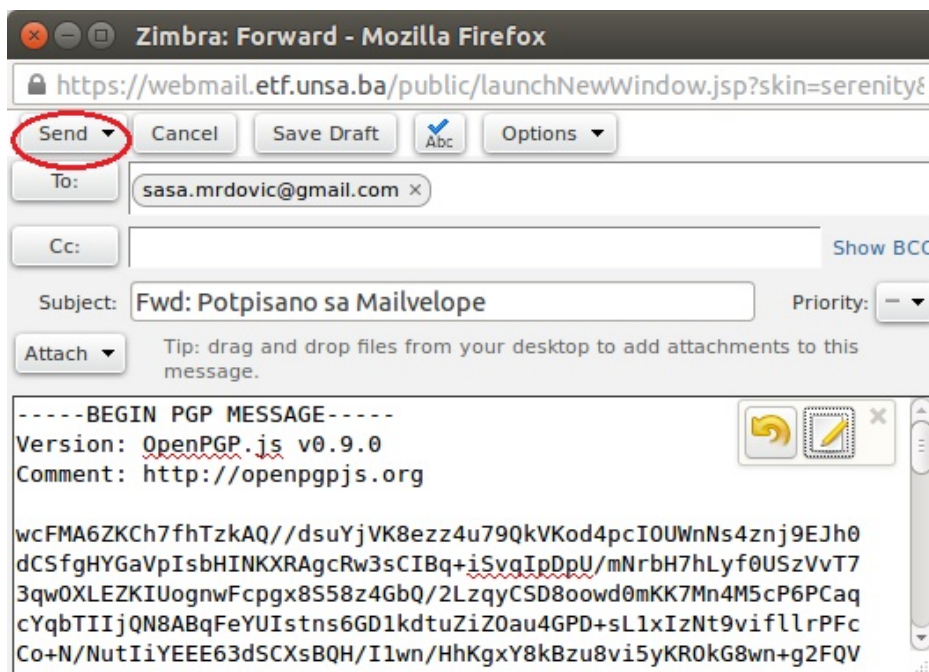 Zimbra: Forward - Mozilla Firefox
https://webmail.etf.unsa.ba/public/launchNewWindow.jsp?skin=serenity&
Send Cancel Save Draft Abc Options
To: sasa.mrdovic@gmail.com ×
Cc: Show BCC
Subject: Fwd: Potpisano sa Mailvelope Priority: –
Attach Tip: drag and drop files from your desktop to add attachments to this
message.
-----BEGIN PGP MESSAGE-----
Version: OpenPGP.js v0.9.0
Comment: http://openpgpjs.org
wcFMA6ZKCh7fhTzkAQ//dsuYjVK8ezz4u79QkVKod4pcIOUWnNs4znj9EJh0
dCSfgHYGaVpIsbHINKXRAgcRw3sCIBq+iSvqIpDpU/mNrbH7hLyf0USzVvT7
3qwOXLEZKIUognwFcpgx8S58z4GbQ/2LzqyCSD8oowd0mKK7Mn4M5cP6PCaq
cYqbTIIjQN8ABqFeYUIstns6GD1kdtuZiZOau4GPD+sL1xIzNt9vifllrPFc
Co+N/NutIiYEEE63dSCXsBQH/I1wn/HhKgxY8kBzu8vi5yKROkG8wn+g2FQV